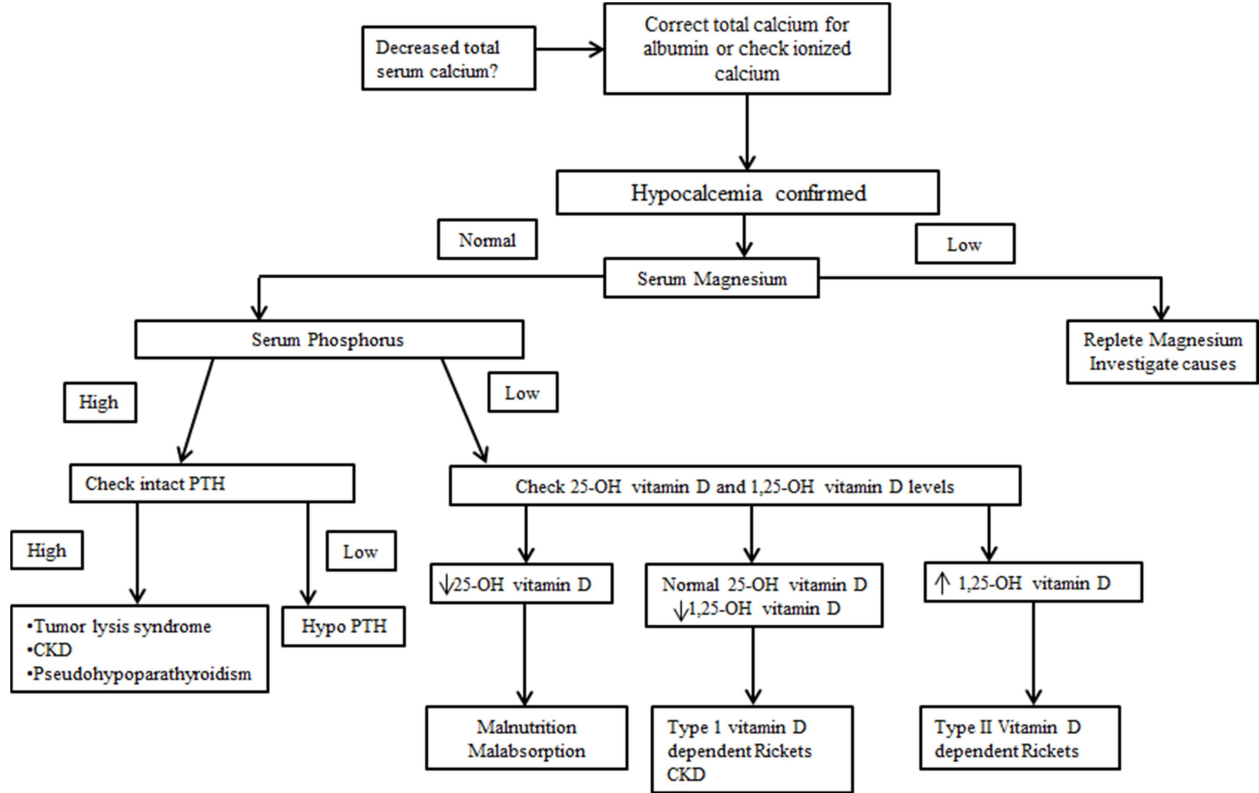 Decreased total
serum calcium?
Correct total calcium for
albumin or check ionized
calcium
Hypocalcemia confirmed
Normal
Low
Serum Magnesium
Serum Phosphorus
Replete Magnesium
Investigate causes
High
Low
Check intact PTH
Check 25-OH vitamin D and 1,25-OH vitamin D levels
High
Low
↓25-OH vitamin D
Normal 25-OH vitamin D
↓1,25-OH vitamin D
↑ 1,25-OH vitamin D
•Tumor lysis syndrome
•CKD
•Pseudohypoparathyroidism
Hypo PTH
Malnutrition
Malabsorption
Type 1 vitamin D
dependent Rickets
CKD
Type II Vitamin D
dependent Rickets